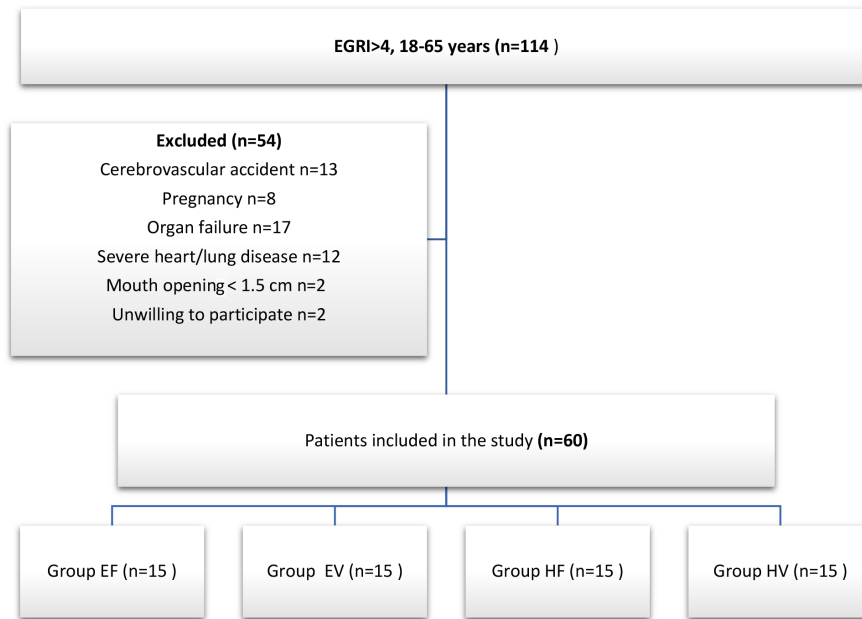 EGRI>4, 18-65 years (n=114 )
Excluded (n=54)
Cerebrovascular accident n=13
Pregnancy n=8
Organ failure n=17
Severe heart/lung disease n=12
Mouth opening< 1.5 cm n=2
Unwilling to participate n=2
Patients included in the study (n=60)
Group EF (n=15 )
Group EV (n=15 )
Group HF (n=15 )
Group HV (n=15 )